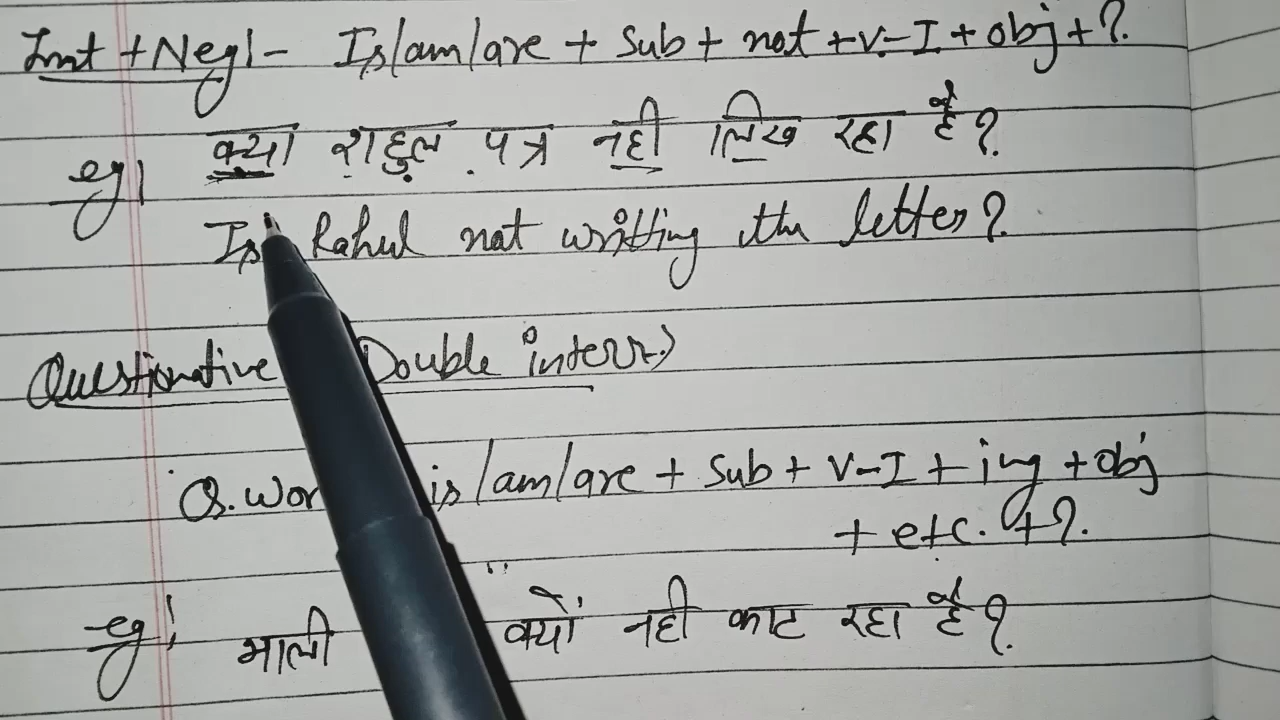 Int + Neg|- Is/am/are + Sub + not + V-I + obj + ?
eg| क्या राहुल पत्र नही लिख रहा है ?
Is Rahul not writting the letter ?
Questionative Double interr.)
Q. wor is/am/are + Sub + V-I + ing + obj
+ etc. + ?.
eg! माली क्यों नही काट रहा है ?